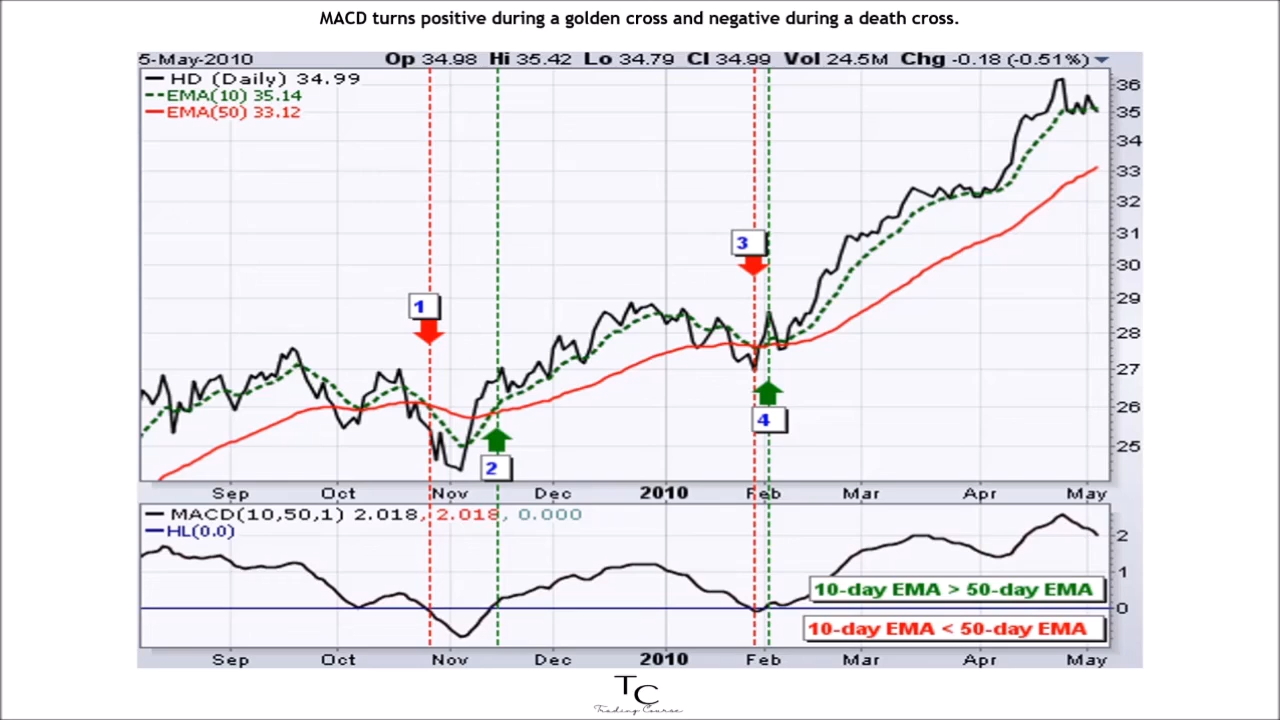 MACD turns positive during a golden cross and negative during a death cross.
5-May-2010 Op 34.98 Hi 35.42 Lo 34.79 Cl 34.99 Vol 24.5M Chg -0.18 (-0.51%)
HD (Daily) 34.99
EMA(10) 35.14
EMA(50) 33.12
36
35
34
33
32
31
30
29
28
27
26
25
3
1
4
2
Sep Oct Nov Dec 2010 Feb Mar Apr May
MACD(10,50,1) 2.018, 2.018, 0.000
HL(0.0)
2
1
0
10-day EMA > 50-day EMA
10-day EMA < 50-day EMA
Sep Oct Nov Dec 2010 Feb Mar Apr May
TC
Trading Course